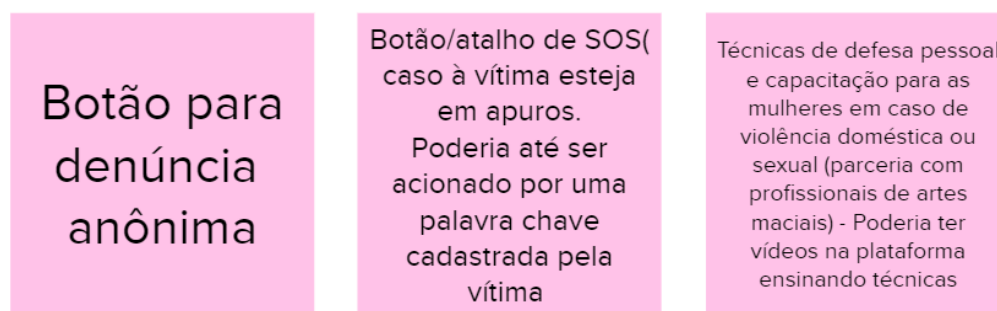 Botão para
denúncia
anônima
Botão/atalho de SOS(
caso à vítima esteja
em apuros.
Poderia até ser
acionado por uma
palavra chave
cadastrada pela
vítima
Técnicas de defesa pessoal
e capacitação para as
mulheres em caso de
violência doméstica ou
sexual (parceria com
profissionais de artes
maciais) - Poderia ter
vídeos na plataforma
ensinando técnicas